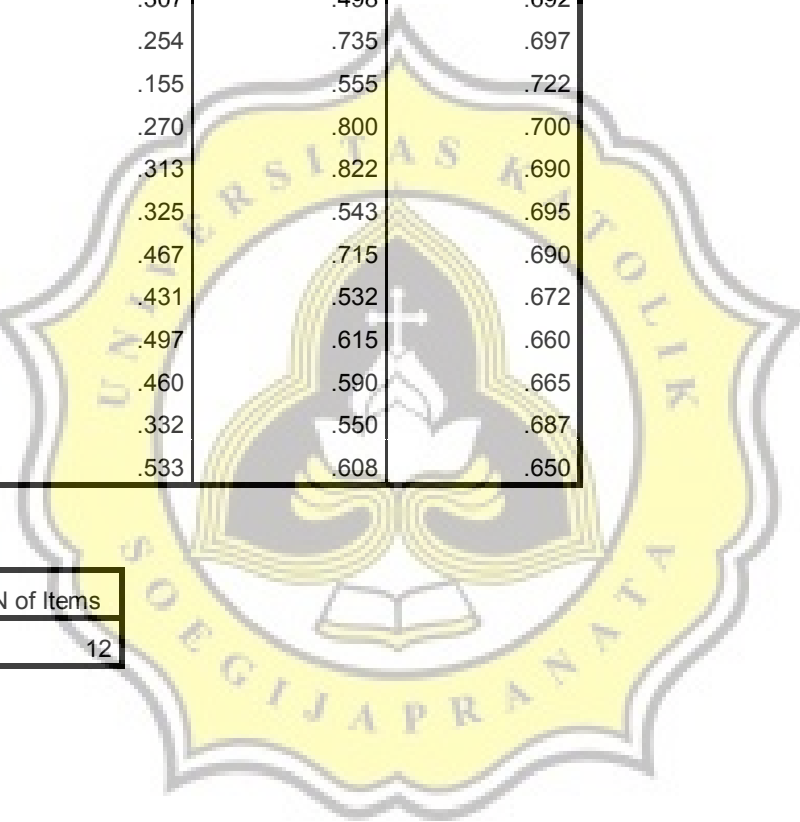 .254 .735 .697
.155 .555 .722
.270 .800 .700
.313 .822 .690
.325 .543 .695
.467 .715 .690
.431 .532 .672
.497 .615 .660
.460 .590 .665
.332 .550 .687
.533 .608 .650
N of Items
12
UNIVERSITAS KATOLIK
SOEGIJAPRANATA